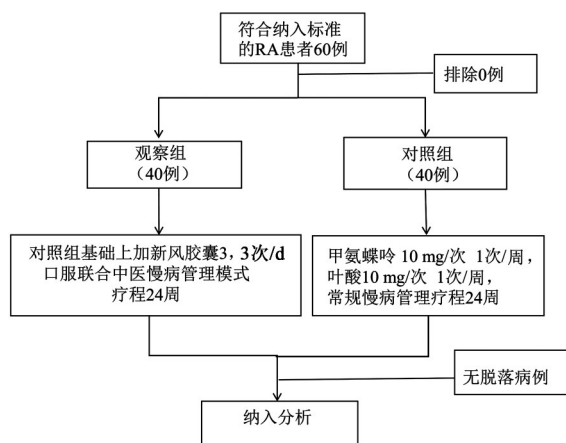 符合纳入标准
的RA患者60例
排除0例
观察组
（40例）
对照组
（40例）
对照组基础上加新风胶囊3，3次/d
口服联合中医慢病管理模式
疗程24周
甲氨蝶呤 10 mg/次 1次/周，
叶酸10 mg/次 1次/周，
常规慢病管理疗程24周
无脱落病例
纳入分析